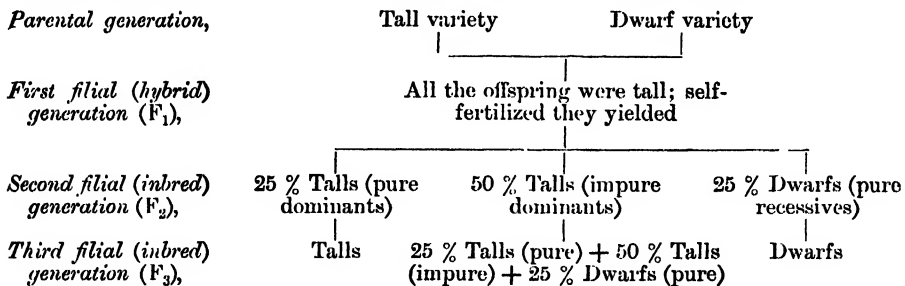 Parental generation, Tall variety Dwarf variety
First filial (hybrid) All the offspring were tall; self-
generation (F₁), fertilized they yielded
Second filial (inbred) 25 % Talls (pure 50 % Talls (impure 25 % Dwarfs (pure
generation (F₂), dominants) dominants) recessives)
Third filial (inbred) Talls 25 % Talls (pure) + 50 % Talls Dwarfs
generation (F₃), (impure) + 25 % Dwarfs (pure)